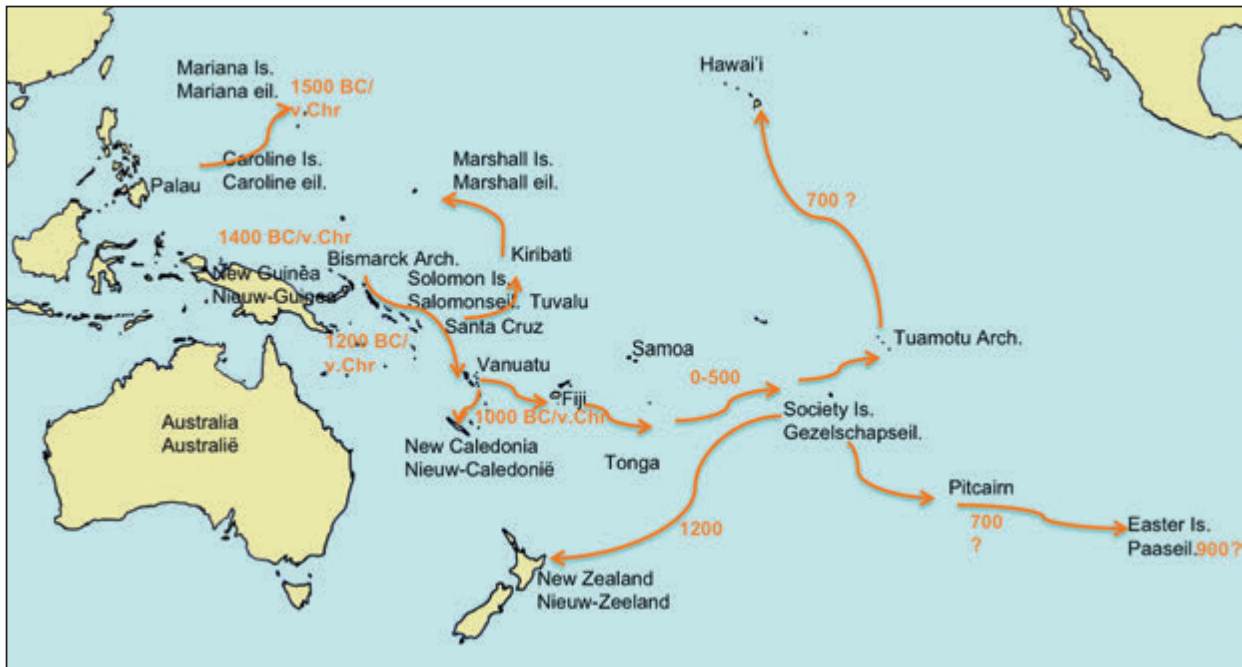 Mariana Is.
Mariana eil.
1500 BC/
v.Chr
Hawai'i
Palau
Caroline Is.
Caroline eil.
Marshall Is.
Marshall eil.
700 ?
1400 BC/v.Chr
Bismarck Arch.
Kiribati
New Guinea
Nieuw-Guinea
Solomon Is.
Salomonseil.
Tuvalu
Santa Cruz
1200 BC/
v.Chr
Vanuatu
Samoa
Tuamotu Arch.
0-500
Fiji
1000 BC/v.Chr
Society Is.
Gezelschapseil.
Australia
Australië
New Caledonia
Nieuw-Caledonië
Tonga
Pitcairn
700
?
Easter Is.
Paaseil.900?
1200
New Zealand
Nieuw-Zeeland